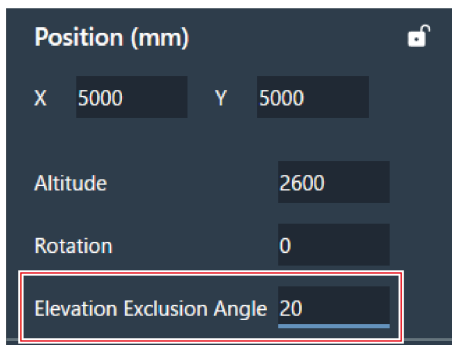 Position (mm)
X 5000 Y 5000
Altitude 2600
Rotation 0
Elevation Exclusion Angle 20